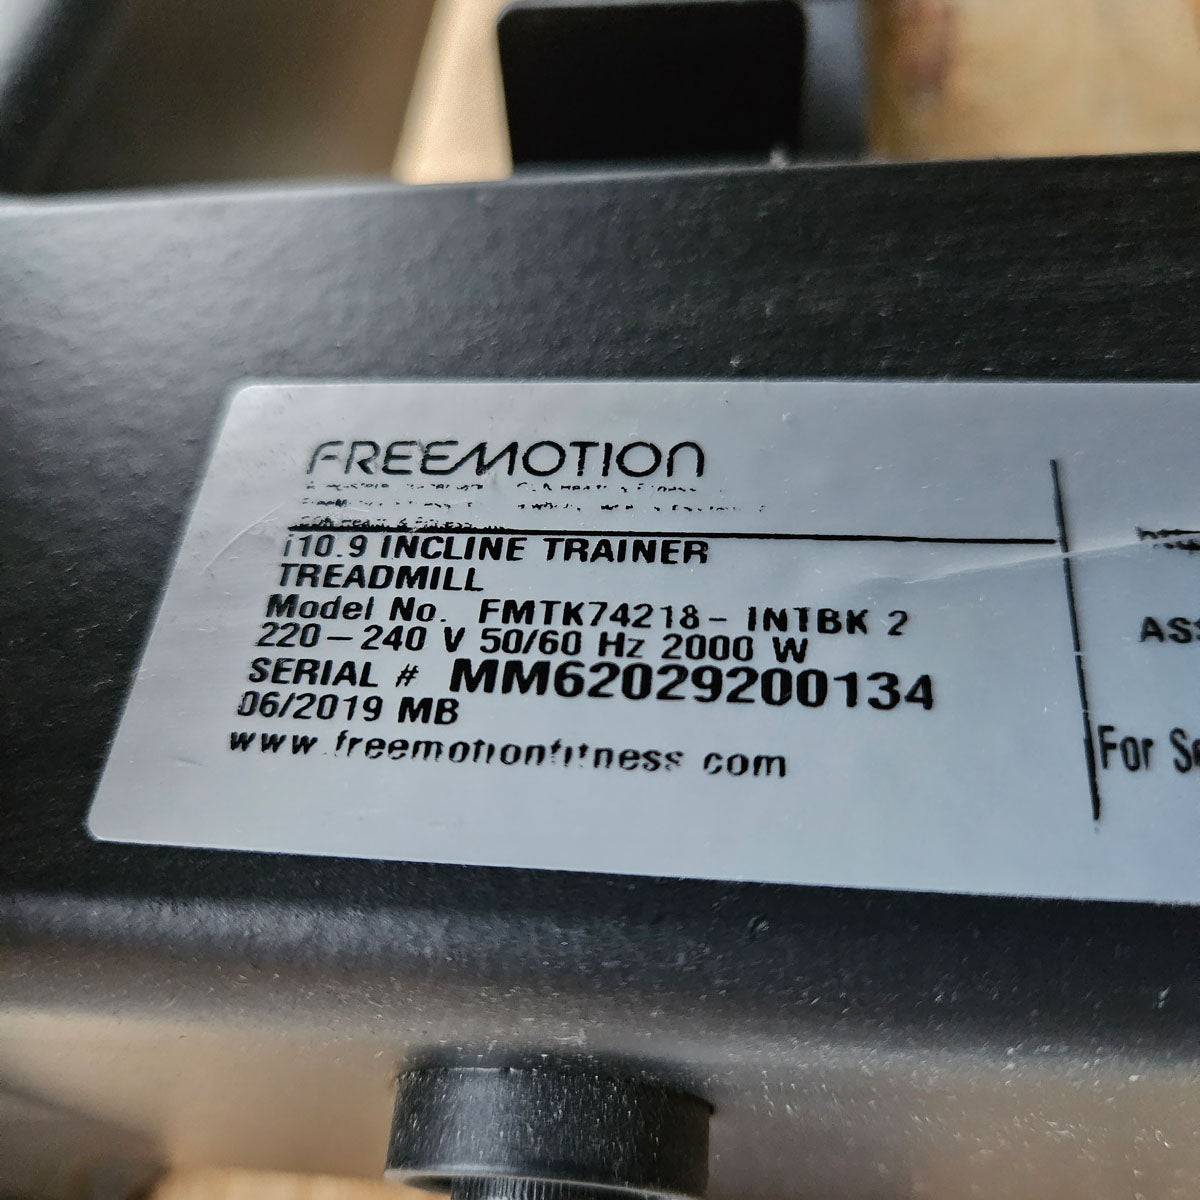 FREEMOTION
i10.9 INCLINE TRAINER
TREADMILL
Model No. FMTK74218-INTBK 2
220-240 V 50/60 Hz 2000 W
SERIAL # MM62029200134
06/2019 MB
www.freemotionfitness.com
For